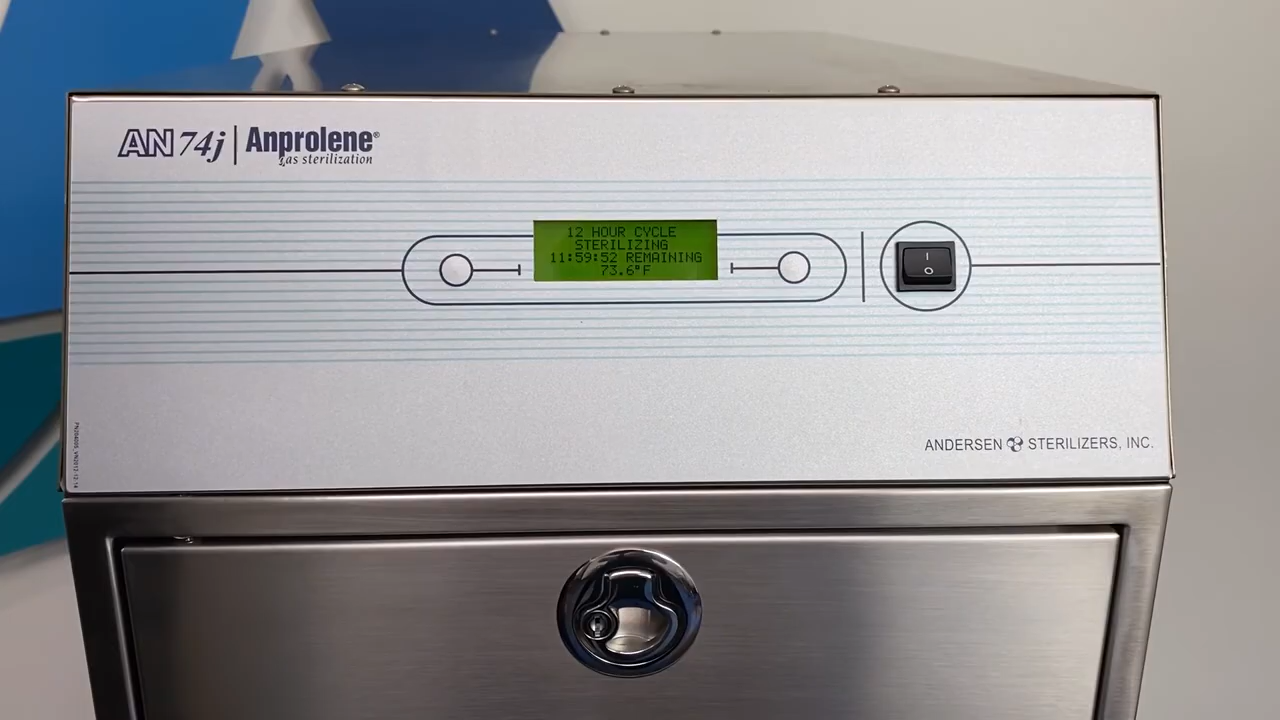 AN 74j | Anprolene®
gas sterilization
12 HOUR CYCLE
STERILIZING
11:59:52 REMAINING
73.6°F
I
O
ANDERSEN STERILIZERS, INC.